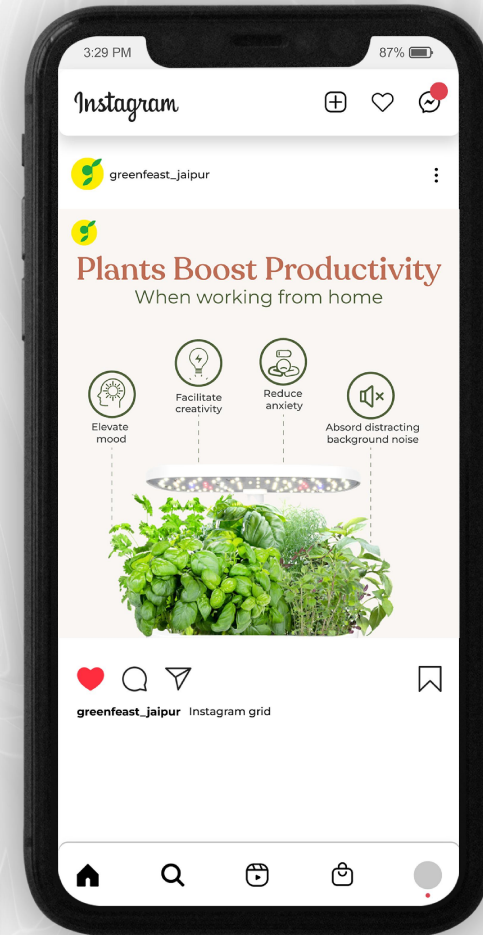 3:29 PM
87%
Instagram
greenfeast_jaipur
Plants Boost Productivity
When working from home
Elevate
mood
Facilitate
creativity
Reduce
anxiety
Absord distracting
background noise
greenfeast_jaipur Instagram grid